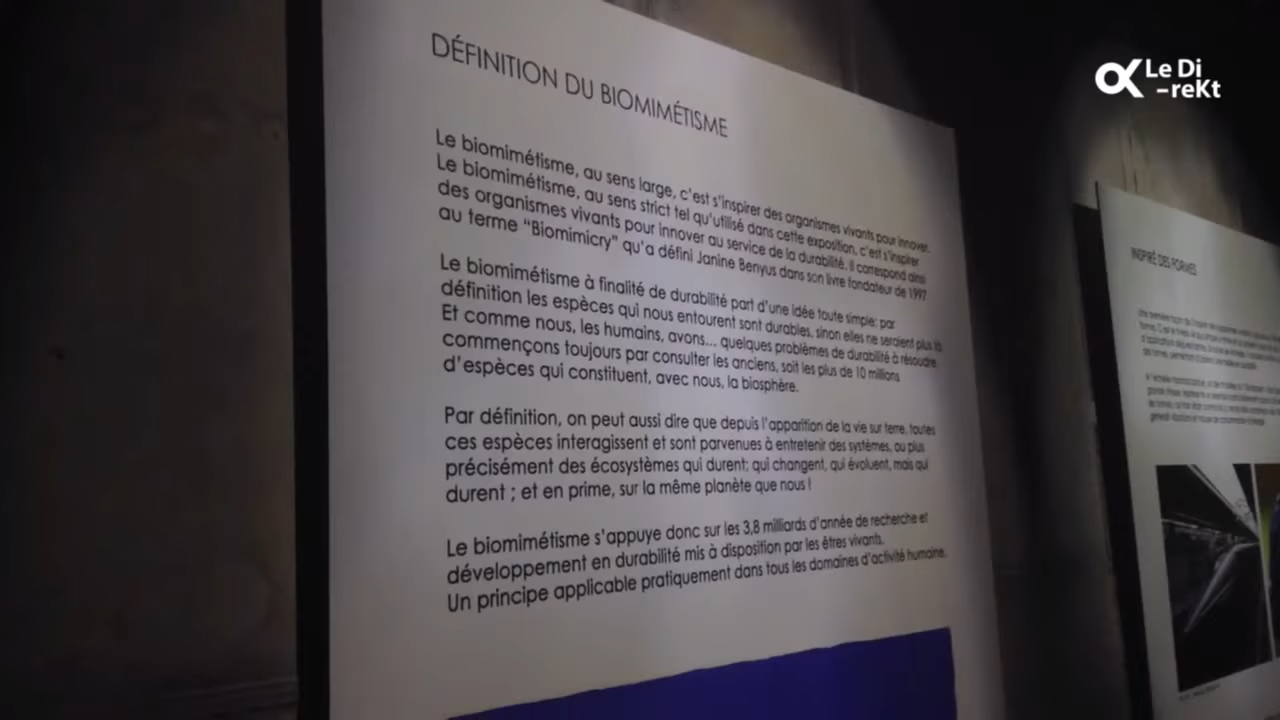 DÉFINITION DU BIOMIMÉTISME
Le biomimétisme, au sens large, c'est s'inspirer des organismes vivants pour innover.
Le biomimétisme, au sens strict tel qu'utilisé dans cette exposition, c'est s'inspirer
des organismes vivants pour innover au service de la durabilité. Il correspond ainsi
au terme "Biomimicry" qu'a défini Janine Benyus dans son livre fondateur de 1997
Le biomimétisme à finalité de durabilité part d'une idée toute simple: par
définition les espèces qui nous entourent sont durables, sinon elles ne seraient plus là.
Et comme nous, les humains, avons... quelques problèmes de durabilité à résoudre
commençons toujours par consulter les anciens, soit les plus de 10 millions
d'espèces qui constituent, avec nous, la biosphère.
Par définition, on peut aussi dire que depuis l'apparition de la vie sur terre, toutes
ces espèces interagissent et sont parvenues à entretenir des systèmes, ou plus
précisément des écosystèmes qui durent; qui changent, qui évoluent, mais qui
durent ; et en prime, sur la même planète que nous !
Le biomimétisme s'appuye donc sur les 3,8 milliards d'année de recherche et
développement en durabilité mis à disposition par les êtres vivants.
Un principe applicable pratiquement dans tous les domaines d'activité humaine.
Le Di
-reKt
INSPIRÉ DES FORMES